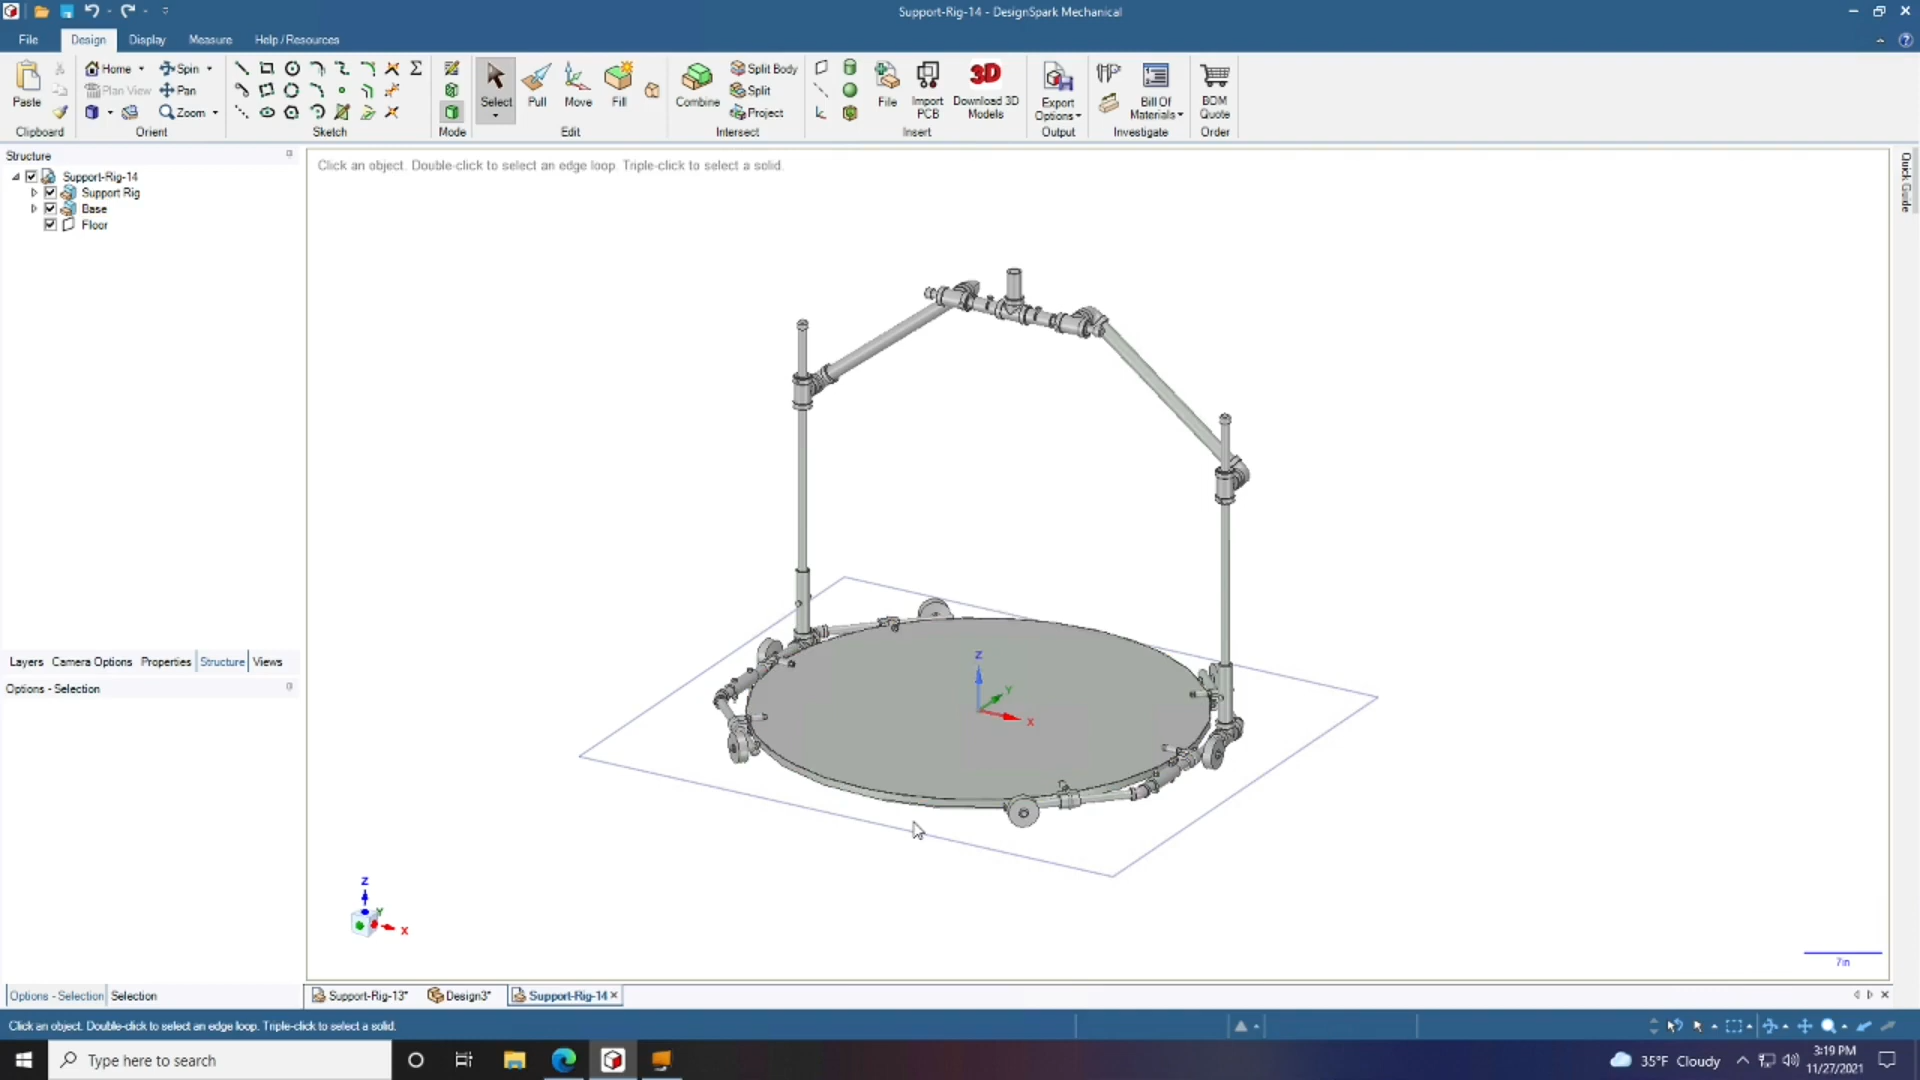 Support-Rig-14 - DesignSpark Mechanical
File Design Display Measure Help/Resources
Paste
Clipboard
Home Spin
Plan View Pan
Zoom
Orient
Sketch
Mode
Select Pull Move Fill
Edit
Combine
Split Body
Split
Project
Intersect
File
Import PCB
3D
Download 3D Models
Insert
Export Options
Output
Bill Of Materials
Investigate
BOM Quote
Order
Structure
Support-Rig-14
Support Rig
Base
Floor
Click an object. Double-click to select an edge loop. Triple-click to select a solid.
Quick Guide
Z
Y
X
Layers Camera Options Properties Structure Views
Options - Selection
Z
Y
X
7in
Options - Selection Selection
Support-Rig-13* Design3* Support-Rig-14
Click an object. Double-click to select an edge loop. Triple-click to select a solid.
Type here to search
35°F Cloudy
3:19 PM
11/27/2021